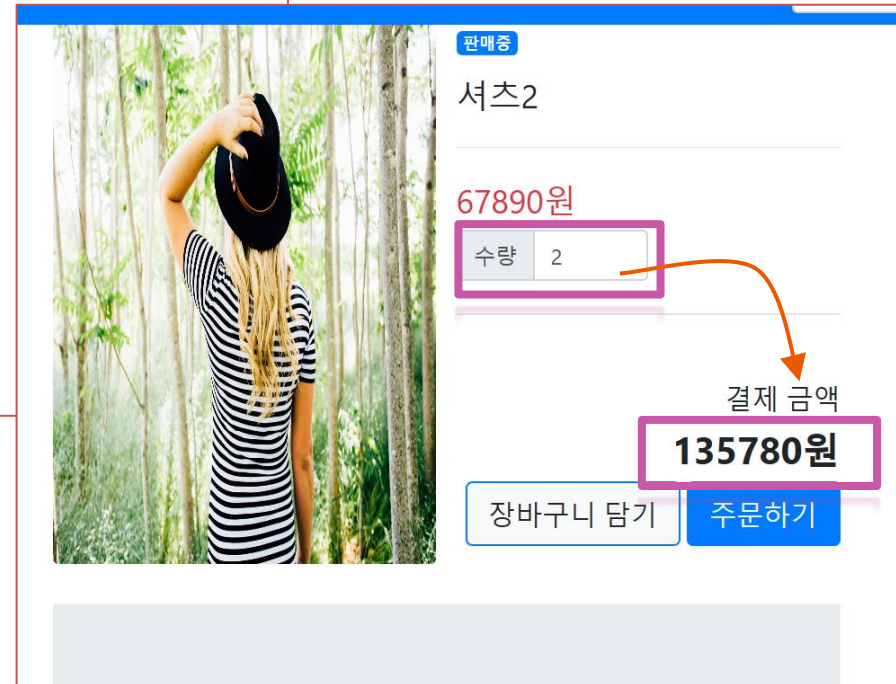 판매중
셔츠2
67890원
수량 2
결제 금액
135780원
장바구니 담기 주문하기